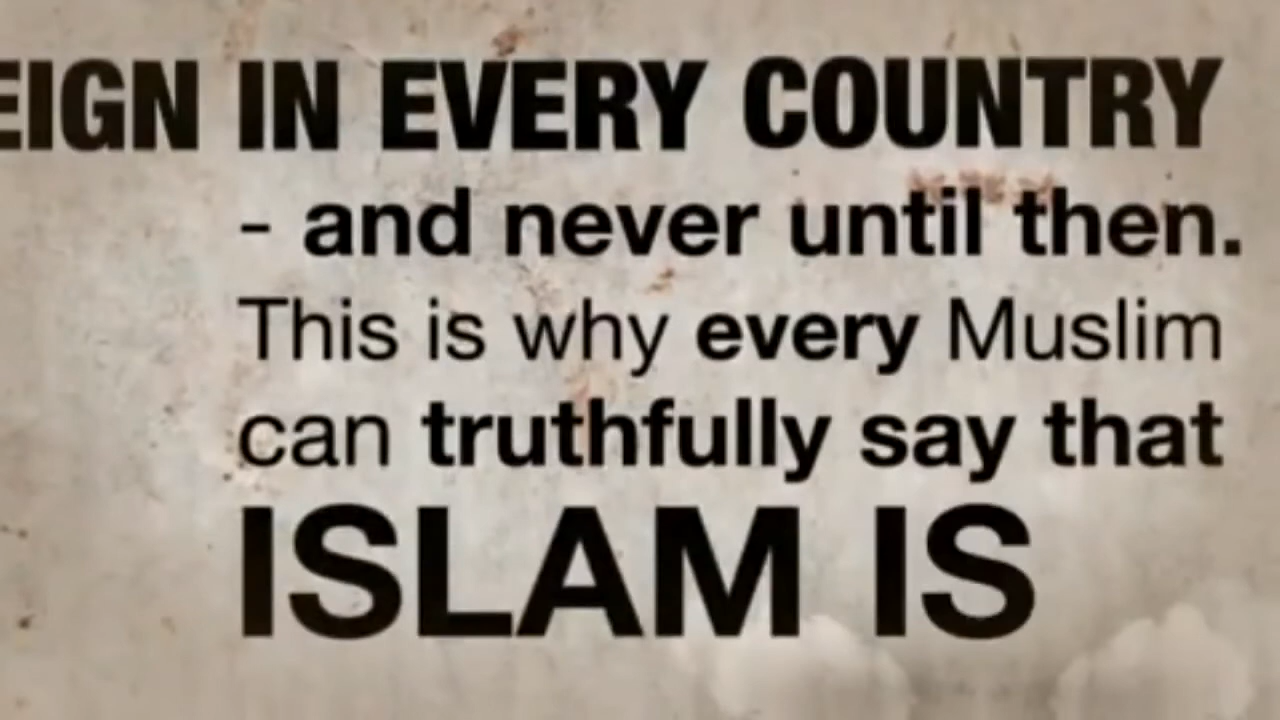 EIGN IN EVERY COUNTRY
- and never until then.
This is why every Muslim
can truthfully say that
ISLAM IS